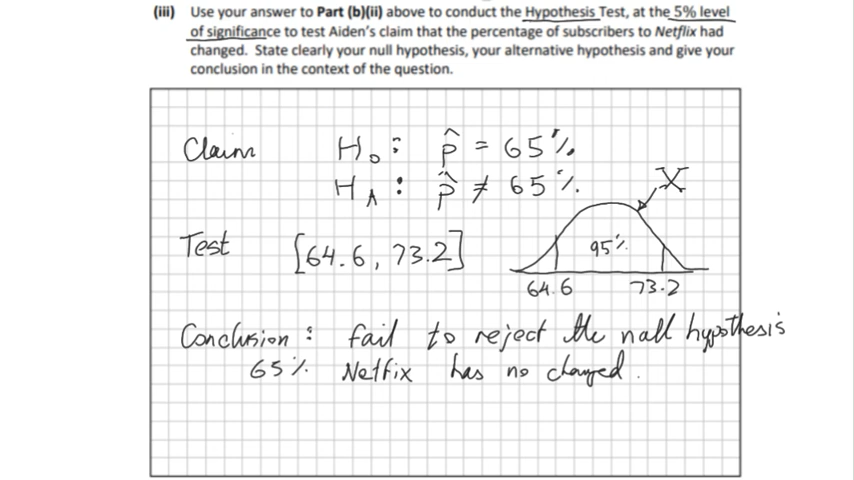 (iii) Use your answer to Part (b)(ii) above to conduct the Hypothesis Test, at the 5% level
of significance to test Aiden's claim that the percentage of subscribers to Netflix had
changed. State clearly your null hypothesis, your alternative hypothesis and give your
conclusion in the context of the question.
Claim H₀ : p̂ = 65%
H_A : p̂ ≠ 65%
X
Test [64.6, 73.2]
95%
64.6 73.2
Conclusion : fail to reject the nall hypothesis
65% Netfix has no changed.